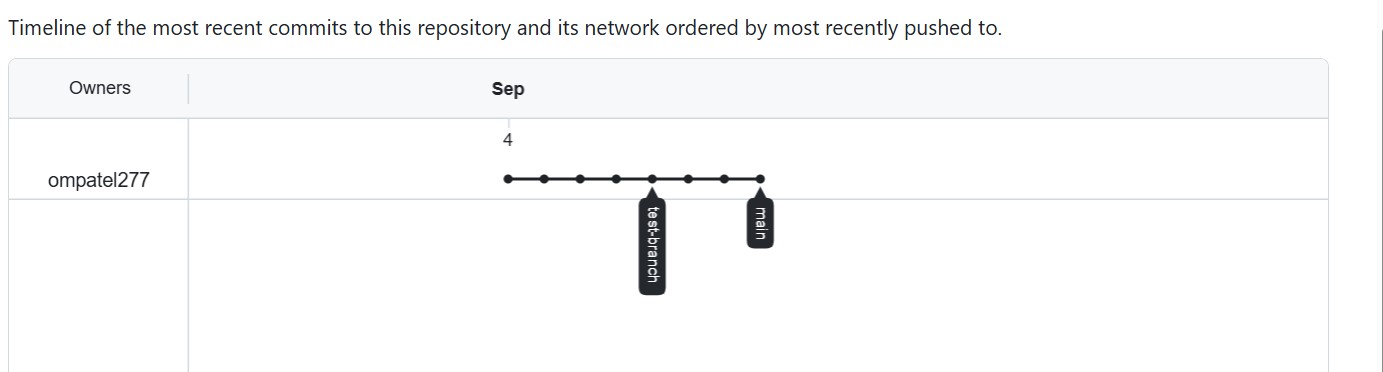 Timeline of the most recent commits to this repository and its network ordered by most recently pushed to.
Owners
Sep
4
ompatel277
test-branch
main